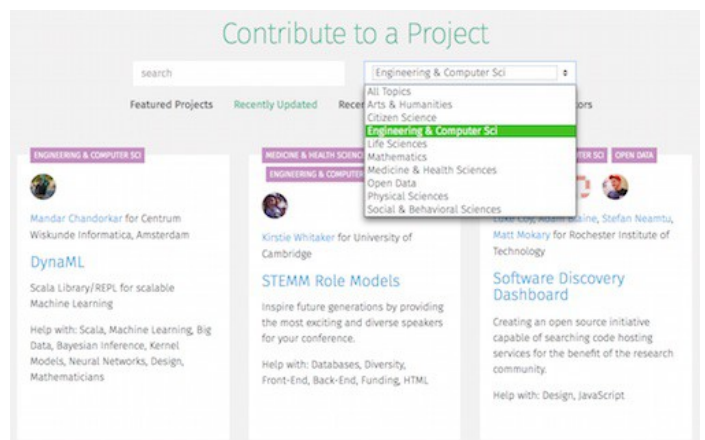 Contribute to a Project
search
Engineering & Computer Sci
All Topics
Arts & Humanities
Citizen Science
Engineering & Computer Sci
Life Sciences
Mathematics
Medicine & Health Sciences
Open Data
Physical Sciences
Social & Behavioral Sciences
Featured Projects Recently Updated
ENGINEERING & COMPUTER SCI
Mandar Chandorkar for Centrum
Wiskunde Informatica, Amsterdam
DynaML
Scala Library/REPL for scalable
Machine Learning
Help with: Scala, Machine Learning, Big
Data, Bayesian Inference, Kernel
Models, Neural Networks, Design,
Mathematicians
MEDICINE & HEALTH
ENGINEERING &
Kirstie Whitaker for University of
Cambridge
STEMM Role Models
Inspire future generations by providing
the most exciting and diverse speakers
for your conference.
Help with: Databases, Diversity,
Front-End, Back-End, Funding, HTML
SCI OPEN DATA
Blaine, Stefan Neamtu,
Matt Mokary for Rochester Institute of
Technology
Software Discovery
Dashboard
Creating an open source initiative
capable of searching code hosting
services for the benefit of the research
community.
Help with: Design, JavaScript